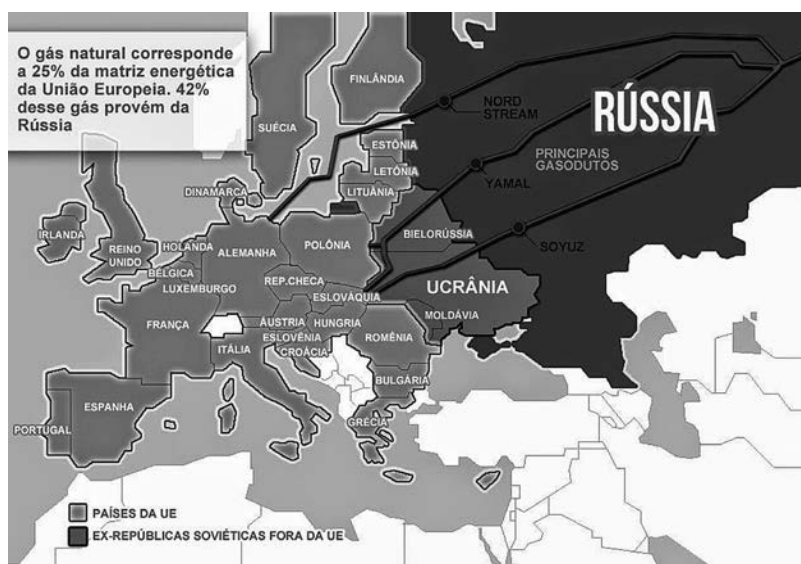 O gás natural corresponde
a 25% da matriz energética
da União Europeia. 42%
desse gás provém da
Rússia
FINLÂNDIA
SUÉCIA
NORD
STREAM
RÚSSIA
ESTÔNIA
LETÔNIA
LITUÂNIA
PRINCIPAIS
GASODUTOS
YAMAL
DINAMARCA
IRLANDA
REINO
UNIDO
HOLANDA
ALEMANHA
POLÔNIA
BIELORÚSSIA
SOYUZ
BÉLGICA
LUXEMBURGO
REP.CHECA
ESLOVÁQUIA
UCRÂNIA
MOLDÁVIA
FRANÇA
ÁUSTRIA
HUNGRIA
ESLOVÊNIA
CROÁCIA
ROMÊNIA
ITÁLIA
BULGÁRIA
ESPANHA
PORTUGAL
GRÉCIA
PAÍSES DA UE
EX-REPÚBLICAS SOVIÉTICAS FORA DA UE